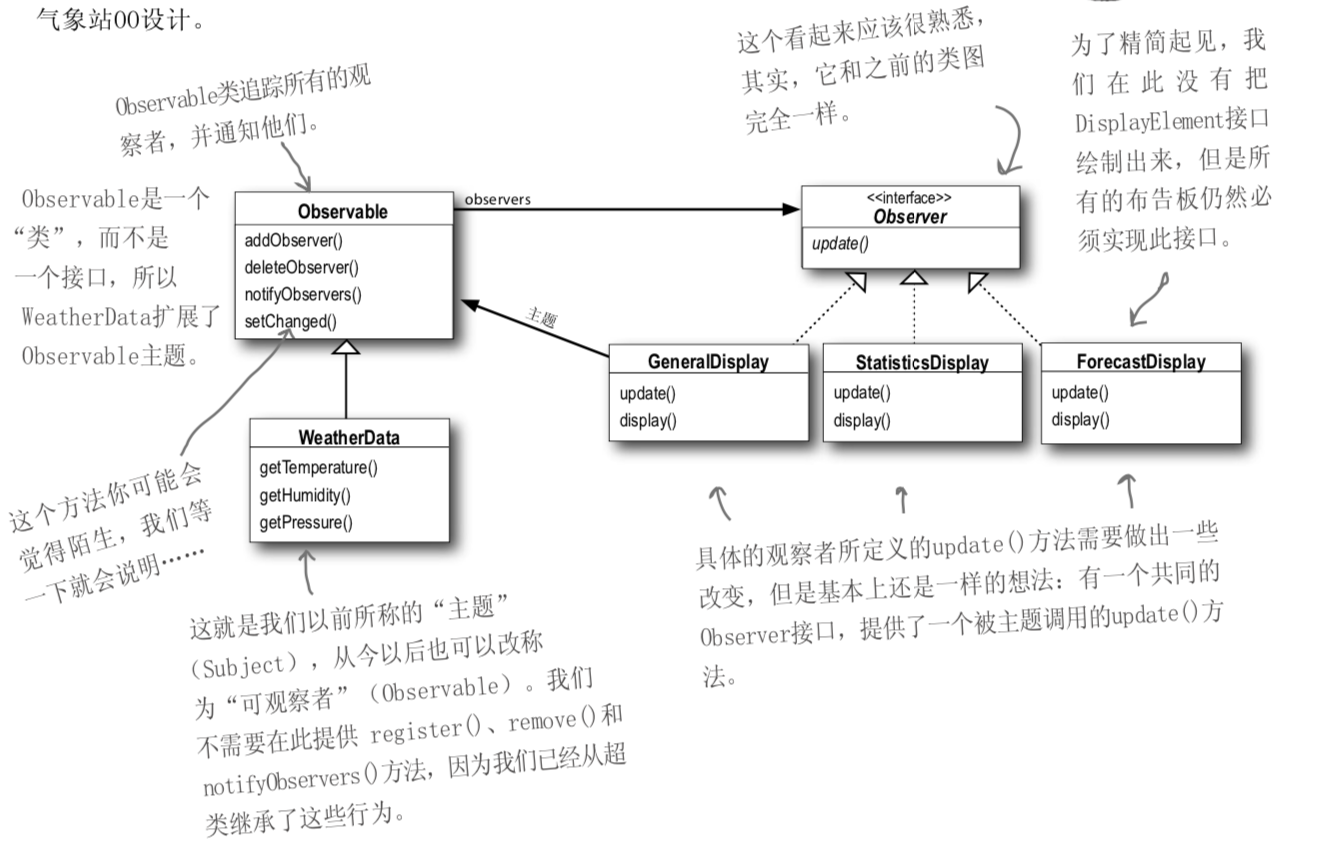 气象站OO设计。
Observable类追踪所有的观
察者，并通知他们。
这个看起来应该很熟悉，
其实，它和之前的类图
完全一样。
为了精简起见，我
们在此没有把
DisplayElement接口
绘制出来，但是所
有的布告板仍然必
须实现此接口。
Observable是一个
“类”，而不是
一个接口，所以
WeatherData扩展了
Observable主题。
Observable
addObserver()
deleteObserver()
notifyObservers()
setChanged()
observers
<<interface>>
Observer
update()
主题
GeneralDisplay
update()
display()
StatisticsDisplay
update()
display()
ForecastDisplay
update()
display()
WeatherData
getTemperature()
getHumidity()
getPressure()
这个方法你可能会
觉得陌生，我们等
一下就会说明……
这就是我们以前所称的“主题”
（Subject），从今以后也可以改称
为“可观察者”（Observable）。我们
不需要在此提供 register()、remove()和
notifyObservers()方法，因为我们已经从超
类继承了这些行为。
具体的观察者所定义的update()方法需要做出一些
改变，但是基本上还是一样的想法：有一个共同的
Observer接口，提供了一个被主题调用的update()方
法。